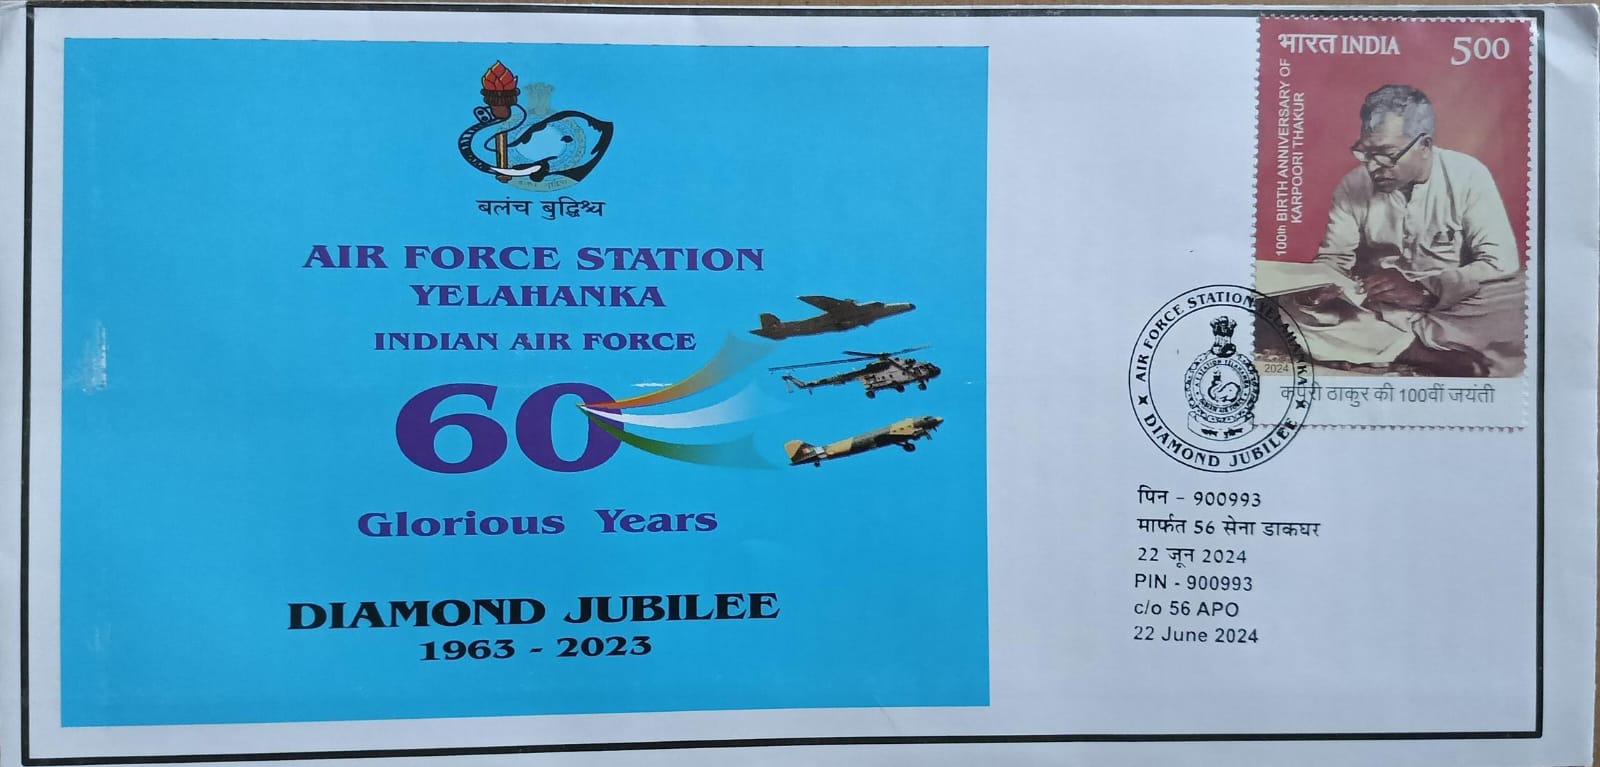 बलंच बुद्धिश्च
AIR FORCE STATION
YELAHANKA
INDIAN AIR FORCE
60
Glorious Years
DIAMOND JUBILEE
1963 - 2023
भारत INDIA
500
100th BIRTH ANNIVERSARY OF
KARPOORI THAKUR
2024
ठाकुर की 100वीं जयंती
AIR FORCE STATION YELAHANKA
DIAMOND JUBILEE
पिन - 900993
मार्फत 56 सेना डाकघर
22 जून 2024
PIN - 900993
c/o 56 APO
22 June 2024